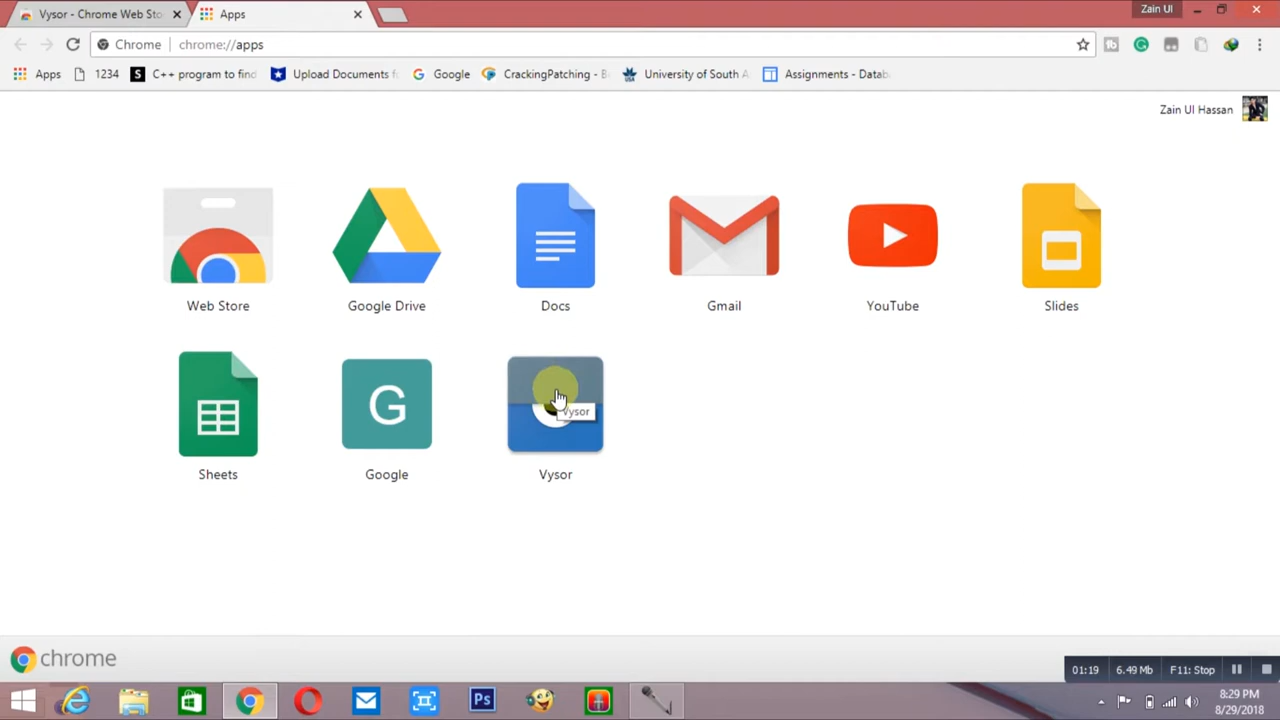 Vysor - Chrome Web Sto
Apps
Zain Ul
Chrome
chrome://apps
Apps
1234
S
C++ program to find
Upload Documents f
G
Google
CrackingPatching - B
University of South A
Assignments - Datab
Zain Ul Hassan
Web Store
Google Drive
Docs
Gmail
YouTube
Slides
G
Vysor
Sheets
Google
Vysor
chrome
01:19
6.49 Mb
F11: Stop
Ps
8:29 PM
8/29/2018